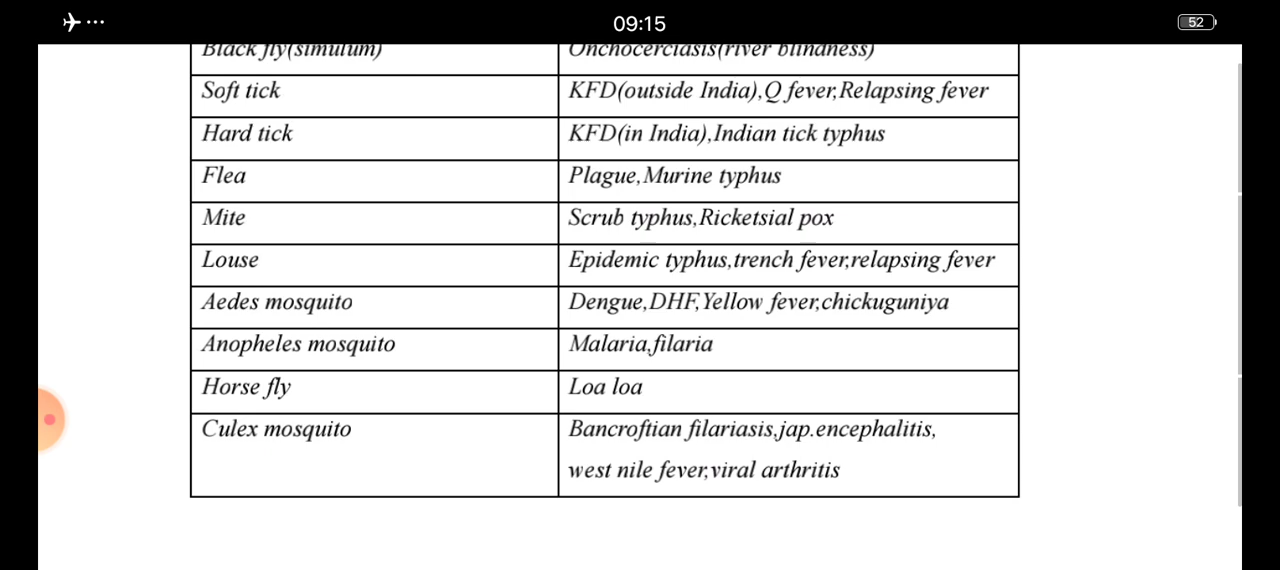 09:15
52
Black fly(simulum)
Onchocerciasis(river blindness)
Soft tick
KFD(outside India),Q fever,Relapsing fever
Hard tick
KFD(in India),Indian tick typhus
Flea
Plague,Murine typhus
Mite
Scrub typhus,Ricketsial pox
Louse
Epidemic typhus,trench fever,relapsing fever
Aedes mosquito
Dengue,DHF,Yellow fever,chickuguniya
Anopheles mosquito
Malaria,filaria
Horse fly
Loa loa
Culex mosquito
Bancroftian filariasis,jap.encephalitis,
west nile fever,viral arthritis